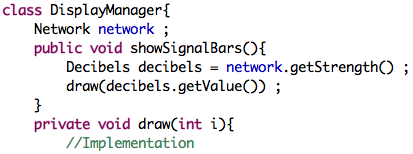 class DisplayManager{
Network network ;
public void showSignalBars(){
Decibels decibels = network.getStrength() ;
draw(decibels.getValue()) ;
}
private void draw(int i){
//Implementation